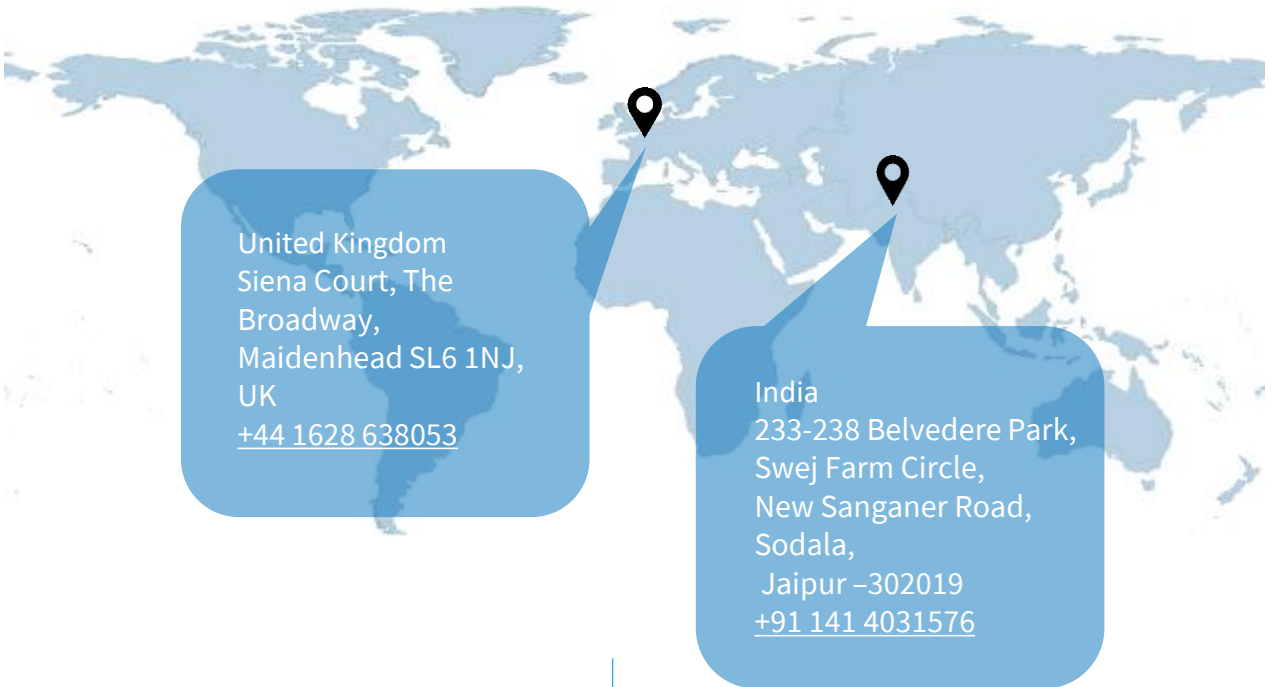 United Kingdom
Siena Court, The
Broadway,
Maidenhead SL6 1NJ,
UK
+44 1628 638053
India
233-238 Belvedere Park,
Swej Farm Circle,
New Sanganer Road,
Sodala,
Jaipur –302019
+91 141 4031576